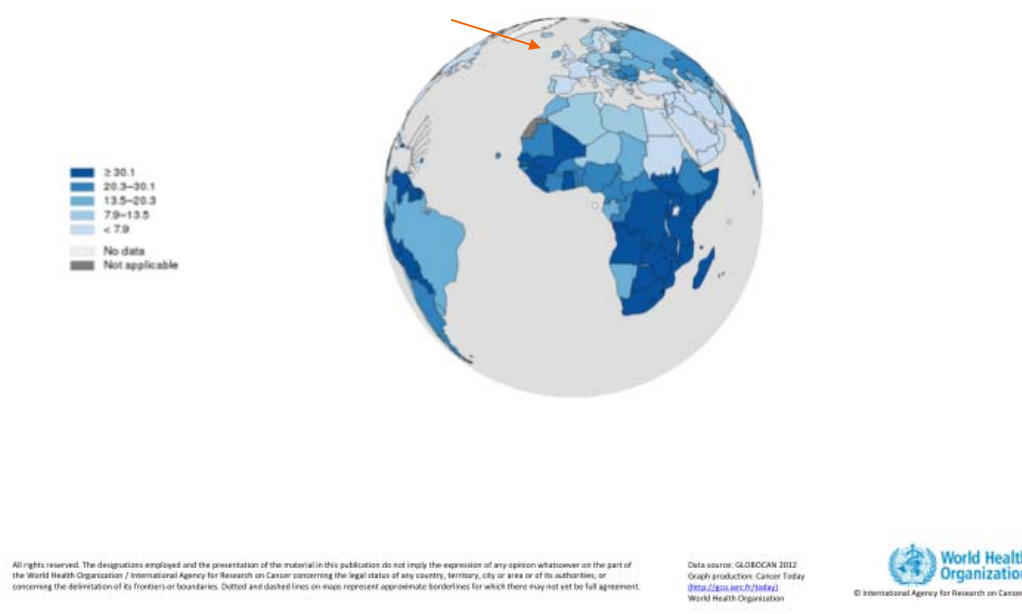 ≥ 30.1
20.3–30.1
13.5–20.3
7.9–13.5
< 7.9
No data
Not applicable
All rights reserved. The designations employed and the presentation of the material in this publication do not imply the expression of any opinion whatsoever on the part of
the World Health Organization / International Agency for Research on Cancer concerning the legal status of any country, territory, city or area or of its authorities, or
concerning the delimitation of its frontiers or boundaries. Dotted and dashed lines on maps represent approximate borderlines for which there may not yet be full agreement.
Data source: GLOBOCAN 2012
Graph production: Cancer Today
(http://gco.iarc.fr/today)
World Health Organization
World Health
Organization
© International Agency for Research on Cancer